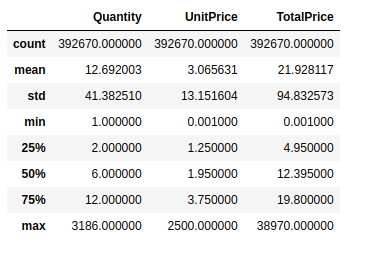 Quantity UnitPrice TotalPrice
count 392670.000000 392670.000000 392670.000000
mean 12.692003 3.065631 21.928117
std 41.382510 13.151604 94.832573
min 1.000000 0.001000 0.001000
25% 2.000000 1.250000 4.950000
50% 6.000000 1.950000 12.395000
75% 12.000000 3.750000 19.800000
max 3186.000000 2500.000000 38970.000000